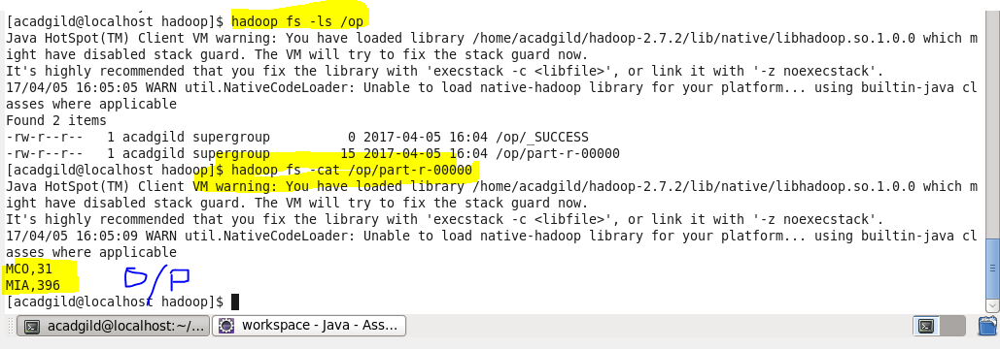 [acadgild@localhost hadoop]$ hadoop fs -ls /op
Java HotSpot(TM) Client VM warning: You have loaded library /home/acadgild/hadoop-2.7.2/lib/native/libhadoop.so.1.0.0 which m
ight have disabled stack guard. The VM will try to fix the stack guard now.
It's highly recommended that you fix the library with 'execstack -c <libfile>', or link it with '-z noexecstack'.
17/04/05 16:05:05 WARN util.NativeCodeLoader: Unable to load native-hadoop library for your platform... using builtin-java cl
asses where applicable
Found 2 items
-rw-r--r--   1 acadgild supergroup          0 2017-04-05 16:04 /op/_SUCCESS
-rw-r--r--   1 acadgild supergroup         15 2017-04-05 16:04 /op/part-r-00000
[acadgild@localhost hadoop]$ hadoop fs -cat /op/part-r-00000
Java HotSpot(TM) Client VM warning: You have loaded library /home/acadgild/hadoop-2.7.2/lib/native/libhadoop.so.1.0.0 which m
ight have disabled stack guard. The VM will try to fix the stack guard now.
It's highly recommended that you fix the library with 'execstack -c <libfile>', or link it with '-z noexecstack'.
17/04/05 16:05:09 WARN util.NativeCodeLoader: Unable to load native-hadoop library for your platform... using builtin-java cl
asses where applicable
MCO,31
MIA,396
O/P
[acadgild@localhost hadoop]$
acadgild@localhost:~/... workspace - Java - Ass...